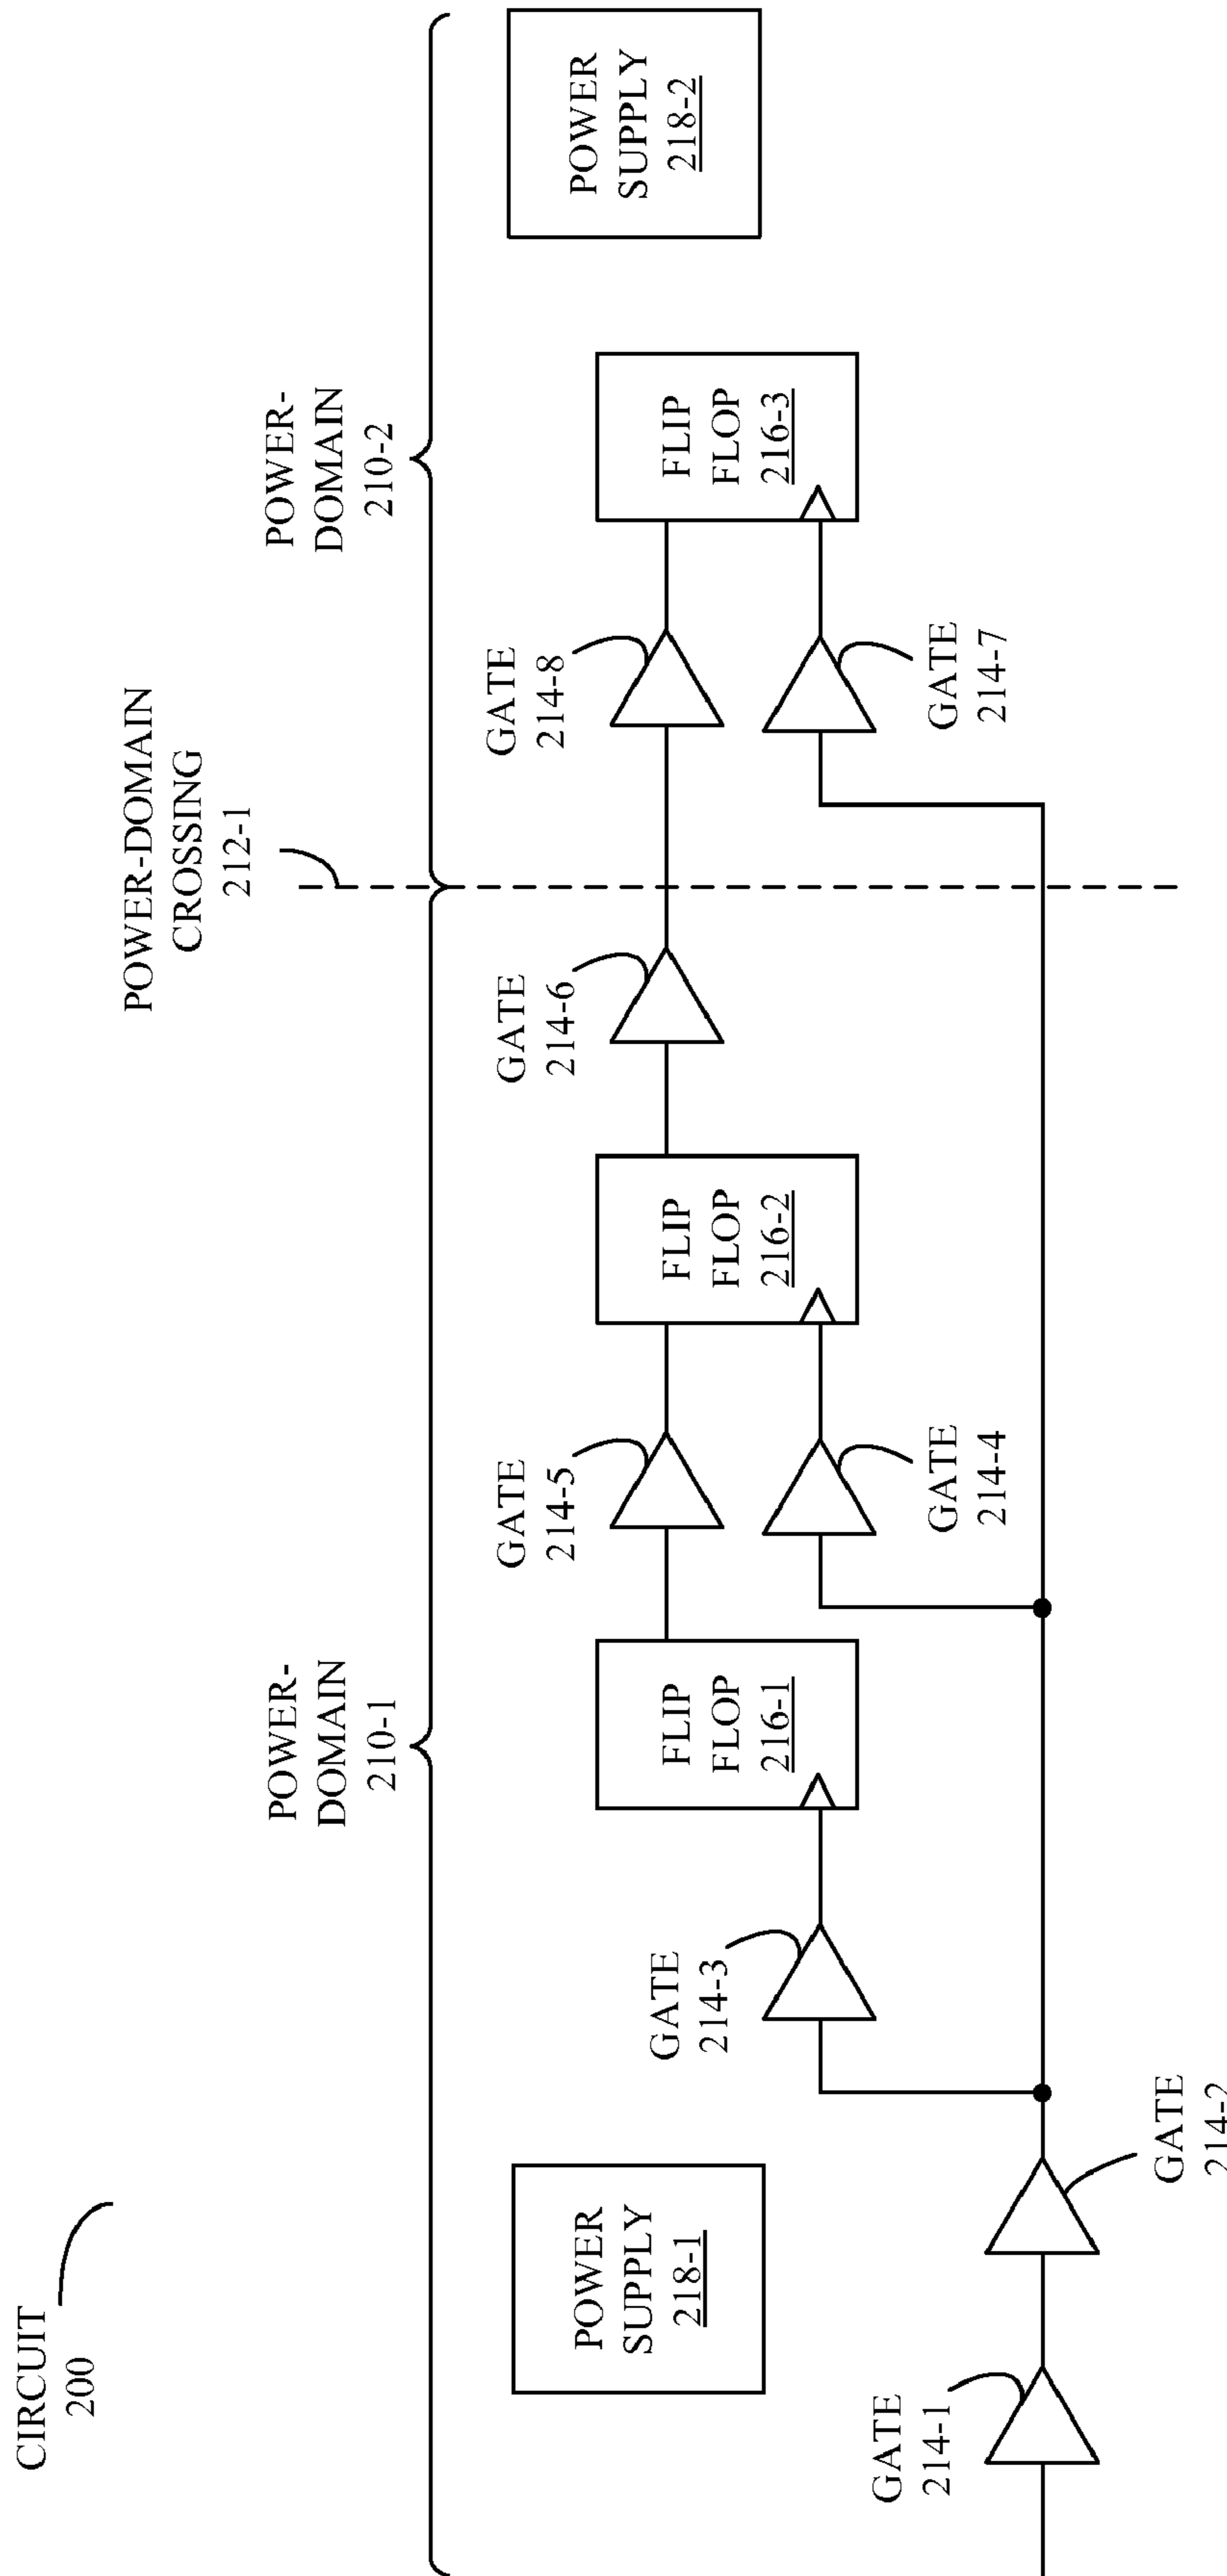 CIRCUIT
200
POWER-DOMAIN
CROSSING
212-1
POWER-
DOMAIN
210-1
POWER-
DOMAIN
210-2
POWER
SUPPLY
218-1
POWER
SUPPLY
218-2
GATE
214-5
GATE
214-6
GATE
214-8
GATE
214-3
FLIP
FLOP
216-1
FLIP
FLOP
216-2
FLIP
FLOP
216-3
GATE
214-1
GATE
214-4
GATE
214-7
GATE
214-2